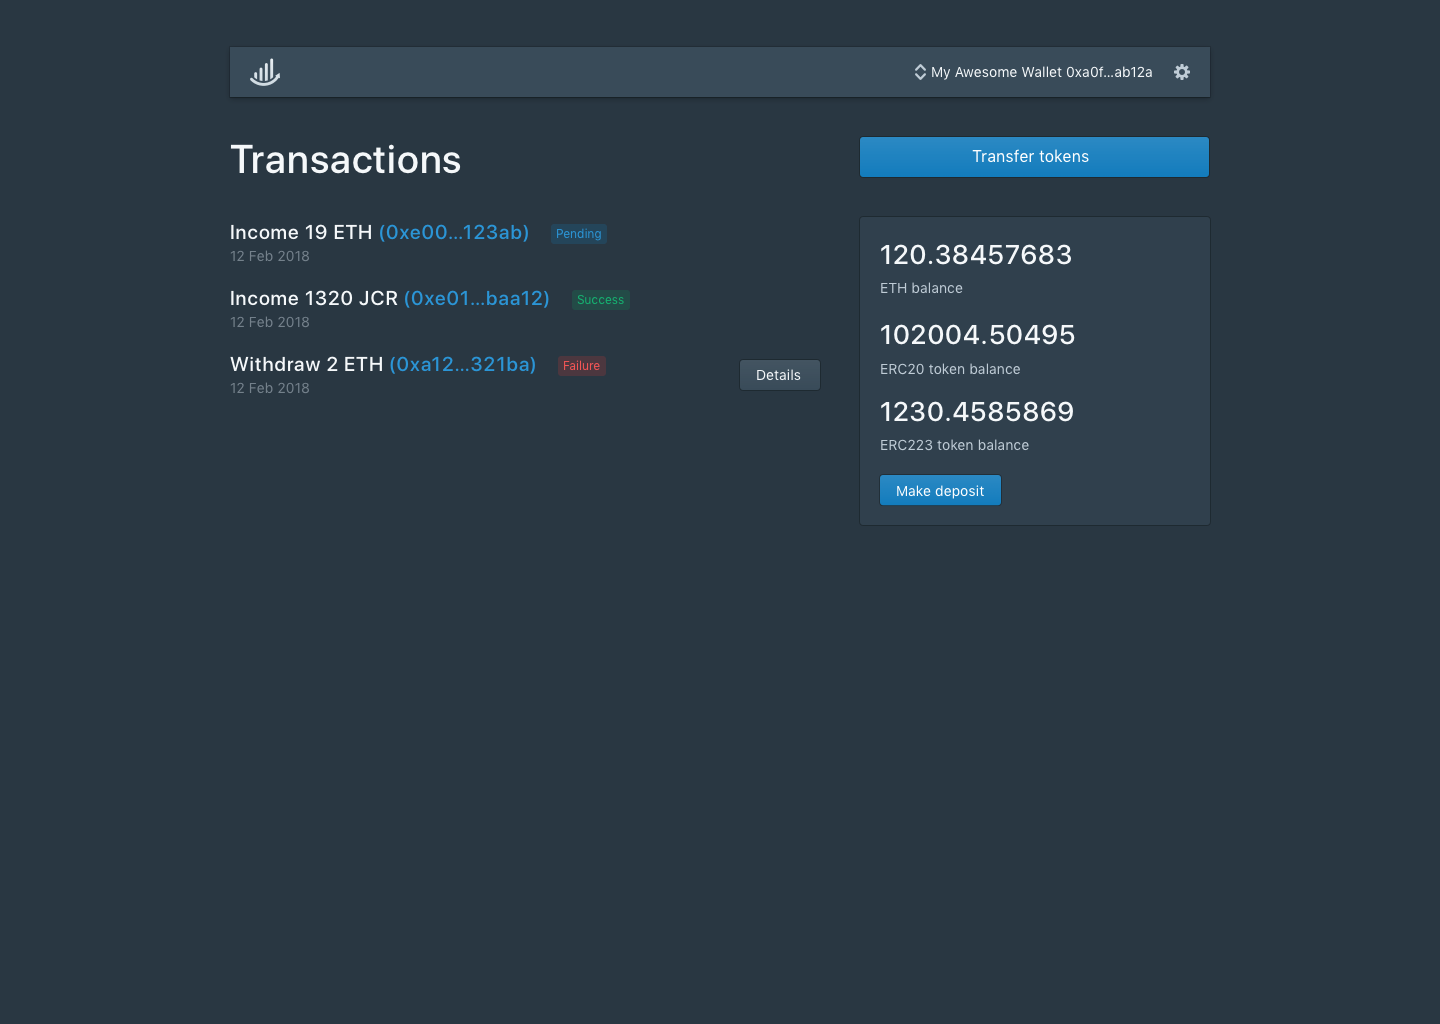 My Awesome Wallet 0xa0f...ab12a
Transactions
Transfer tokens
Income 19 ETH (0xe00...123ab) Pending
12 Feb 2018
Income 1320 JCR (0xe01...baa12) Success
12 Feb 2018
Withdraw 2 ETH (0xa12...321ba) Failure
12 Feb 2018
Details
120.38457683
ETH balance
102004.50495
ERC20 token balance
1230.4585869
ERC223 token balance
Make deposit